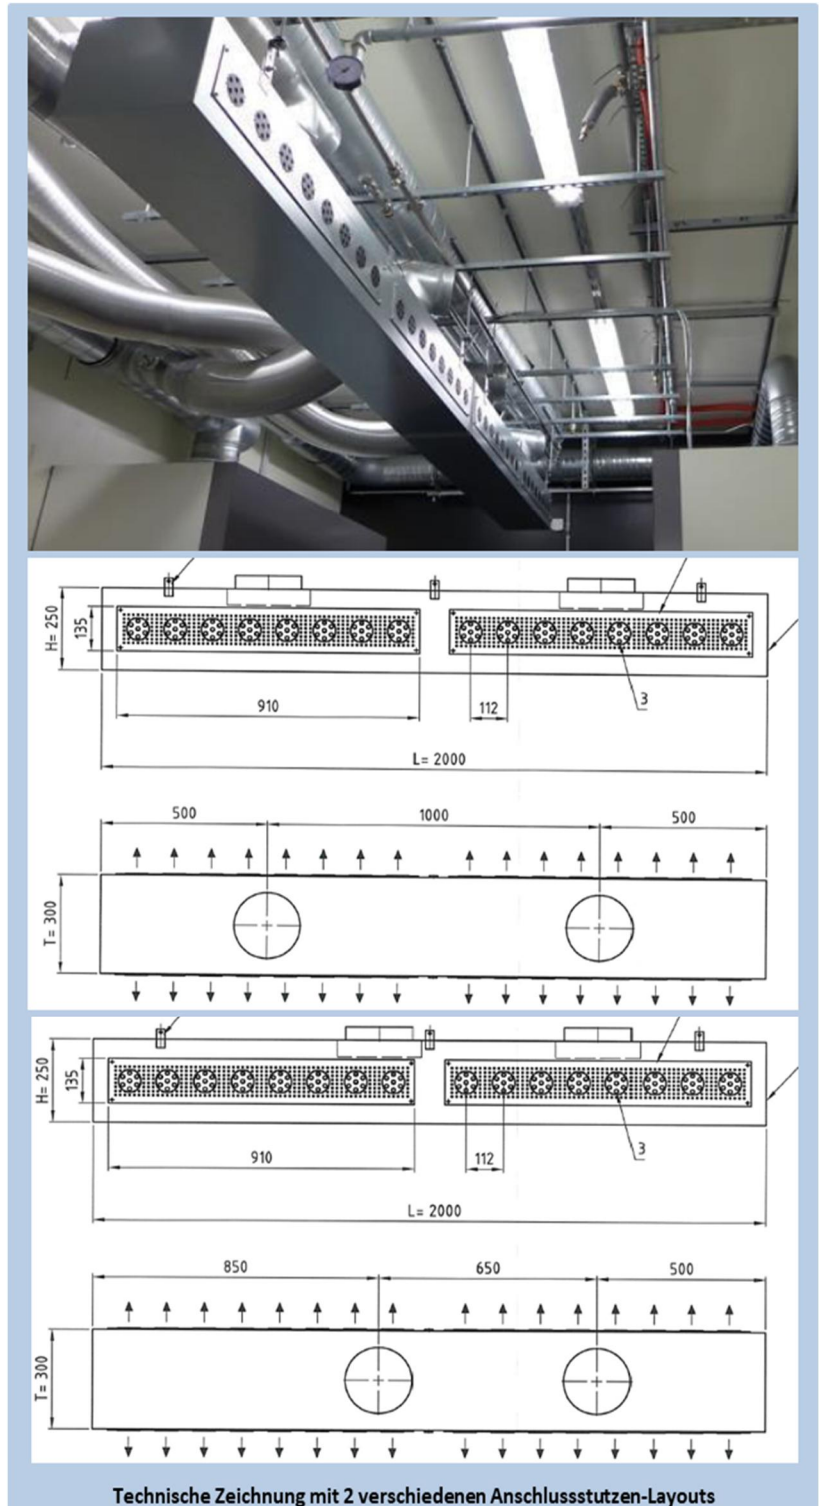 H= 250
135
910
112
3
L= 2000
500
1000
500
T= 300
H= 250
135
910
112
3
L= 2000
850
650
500
T= 300
Technische Zeichnung mit 2 verschiedenen Anschlussstutzen-Layouts